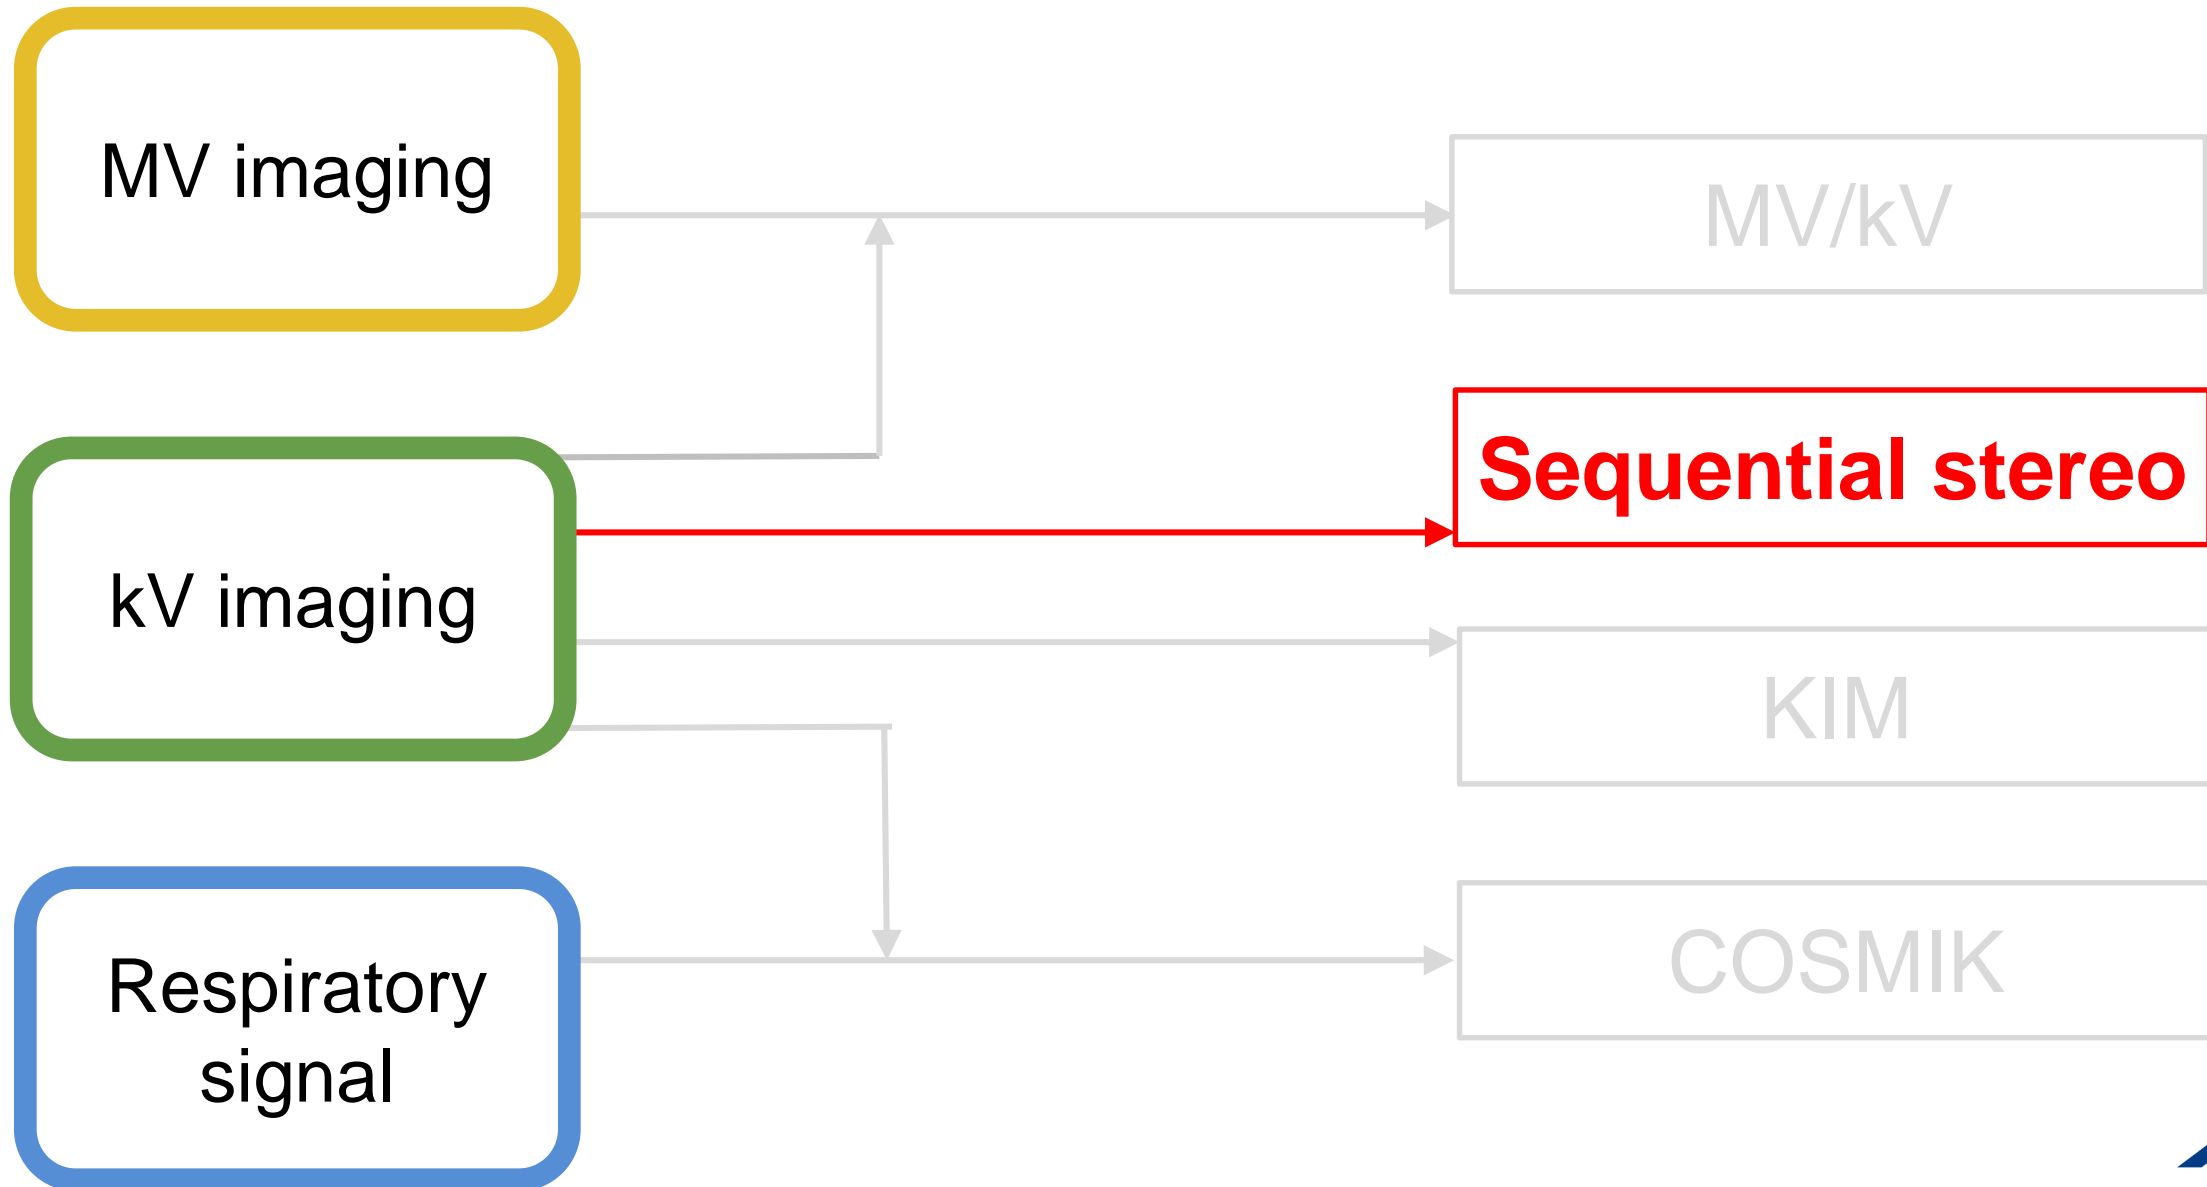 MV imaging
MV/kV
Sequential stereo
kV imaging
KIM
Respiratory
signal
COSMIK